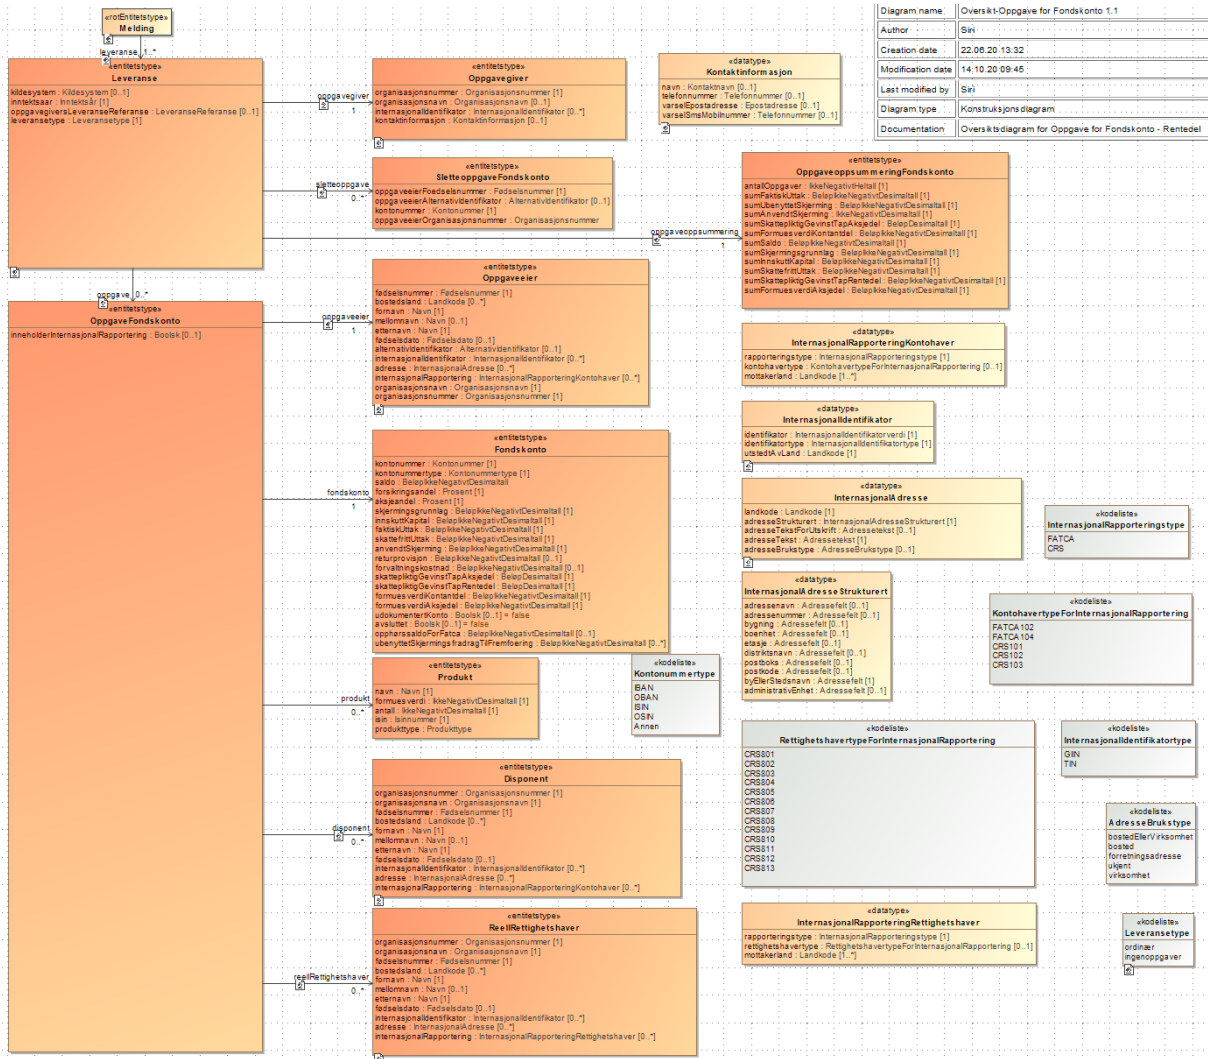 «rotEntitetstype»
Melding
leveranse 1..*
«entitetstype»
Leveranse
kildesystem : Kildesystem [0..1]
inntektsaar : Inntektsår [1]
oppgavegiversLeveranseReferanse : LeveranseReferanse [0..1]
leveransetype : Leveransetype [1]
oppgavegiver
1
sletteoppgave
0..*
oppgaveoppsummering
1
oppgave 0..*
«entitetstype»
OppgaveFondskonto
inneholderInternasjonalRapportering : Boolsk [0..1]
oppgaveeier
1
fondskonto
1
produkt
0..*
disponent
0..*
reellRettighetshaver
0..*
«entitetstype»
Oppgavegiver
organisasjonsnummer : Organisasjonsnummer [1]
organisasjonsnavn : Organisasjonsnavn [1]
internasjonalIdentifikator : InternasjonalIdentifikator [0..*]
kontaktinformasjon : Kontaktinformasjon [0..1]
«entitetstype»
SletteoppgaveFondskonto
oppgaveeierFoedselsnummer : Fødselsnummer [1]
oppgaveeierAlternativIdentifikator : AlternativIdentifikator [0..1]
kontonummer : Kontonummer [1]
oppgaveeierOrganisasjonsnummer : Organisasjonsnummer
«entitetstype»
Oppgaveeier
fødselsnummer : Fødselsnummer [1]
bostedsland : Landkode [0..*]
fornavn : Navn [1]
mellomnavn : Navn [0..1]
etternavn : Navn [1]
fødselsdato : Fødselsdato [0..1]
alternativIdentifikator : AlternativIdentifikator [0..1]
internasjonalIdentifikator : InternasjonalIdentifikator [0..*]
adresse : InternasjonalAdresse [0..*]
internasjonalRapportering : InternasjonalRapporteringKontohaver [0..*]
organisasjonsnavn : Organisasjonsnavn [1]
organisasjonsnummer : Organisasjonsnummer [1]
«entitetstype»
Fondskonto
kontonummer : Kontonummer [1]
kontonummertype : Kontonummertype [1]
saldo : BeløpIkkeNegativtDesimaltall
forsikringsandel : Prosent [1]
aksjeandel : Prosent [1]
skjermingsgrunnlag : BeløpIkkeNegativtDesimaltall [1]
innskuttKapital : BeløpIkkeNegativtDesimaltall [1]
faktiskUttak : BeløpIkkeNegativtDesimaltall [1]
skattefrittUttak : BeløpIkkeNegativtDesimaltall [1]
anvendtSkjerming : BeløpIkkeNegativtDesimaltall [1]
returprovisjon : BeløpIkkeNegativtDesimaltall [0..1]
forvaltningskostnad : BeløpIkkeNegativtDesimaltall [1]
skattepliktigGevinstTapAksjedel : BeløpDesimaltall [1]
skattepliktigGevinstTapRentedel : BeløpDesimaltall [1]
formuesverdiKontantdel : BeløpIkkeNegativtDesimaltall [1]
formuesverdiAksjedel : BeløpIkkeNegativtDesimaltall [1]
udokumentertKonto : Boolsk [0..1] = false
avsluttet : Boolsk [0..1] = false
opphørssaldoForFatca : BeløpIkkeNegativtDesimaltall [0..1]
ubenyttetSkjermingsfradragTilFremfoering : BeløpIkkeNegativtDesimaltall [0..1]
«entitetstype»
Produkt
navn : Navn [1]
formuesverdi : IkkeNegativtDesimaltall [1]
antall : IkkeNegativtDesimaltall [1]
isin : Isinnummer [1]
produkttype : Produkttype
«kodeliste»
Kontonummertype
IBAN
OBAN
ISIN
OSIN
Annen
«entitetstype»
Disponent
organisasjonsnummer : Organisasjonsnummer [1]
organisasjonsnavn : Organisasjonsnavn [1]
fødselsnummer : Fødselsnummer [1]
bostedsland : Landkode [0..*]
fornavn : Navn [1]
mellomnavn : Navn [0..1]
etternavn : Navn [1]
fødselsdato : Fødselsdato [0..1]
internasjonalIdentifikator : InternasjonalIdentifikator [0..*]
adresse : InternasjonalAdresse [0..*]
internasjonalRapportering : InternasjonalRapporteringKontohaver [0..*]
«entitetstype»
ReellRettighetshaver
organisasjonsnummer : Organisasjonsnummer [1]
organisasjonsnavn : Organisasjonsnavn [1]
fødselsnummer : Fødselsnummer [1]
bostedsland : Landkode [0..*]
fornavn : Navn [1]
mellomnavn : Navn [0..1]
etternavn : Navn [1]
fødselsdato : Fødselsdato [0..1]
internasjonalIdentifikator : InternasjonalIdentifikator [0..*]
adresse : InternasjonalAdresse [0..*]
internasjonalRapportering : InternasjonalRapporteringRettighetshaver [0..*]
«datatype»
Kontaktinformasjon
navn : Kontaktnavn [0..1]
telefonnummer : Telefonnummer [0..1]
varselEpostadresse : Epostadresse [0..1]
varselSmsMobilnummer : Telefonnummer [0..1]
Diagram name Oversikt-Oppgave for Fondskonto 1.1
Author Siri
Creation date 22.06.20 13:32
Modification date 14.10.20 09:45
Last modified by Siri
Diagram type Konstruksjonsdiagram
Documentation Oversiktsdiagram for Oppgave for Fondskonto - Rentedel
«entitetstype»
OppgaveoppsummeringFondskonto
antallOppgaver : IkkeNegativtHeltall [1]
sumFaktiskUttak : BeløpIkkeNegativtDesimaltall [1]
sumUbenyttetSkjerming : BeløpIkkeNegativtDesimaltall [1]
sumAnvendtSkjerming : IkkeNegativtDesimaltall [1]
sumSkattepliktigGevinstTapAksjedel : BeløpDesimaltall [1]
sumFormuesverdiKontantdel : BeløpIkkeNegativtDesimaltall [1]
sumSaldo : BeløpIkkeNegativtDesimaltall [1]
sumSkjermingsgrunnlag : BeløpIkkeNegativtDesimaltall [1]
sumInnskuttKapital : BeløpIkkeNegativtDesimaltall [1]
sumSkattefrittUttak : BeløpIkkeNegativtDesimaltall [1]
sumSkattepliktigGevinstTapRentedel : BeløpDesimaltall [1]
sumFormuesverdiAksjedel : BeløpIkkeNegativtDesimaltall [1]
«datatype»
InternasjonalRapporteringKontohaver
rapporteringstype : InternasjonalRapporteringstype [1]
kontohavertype : KontohavertypeForInternasjonalRapportering [0..1]
mottakerland : Landkode [1..*]
«datatype»
InternasjonalIdentifikator
identifikator : InternasjonalIdentifikatorverdi [1]
identifikatortype : InternasjonalIdentifikatortype [1]
utstedtAvLand : Landkode [1]
«datatype»
InternasjonalAdresse
landkode : Landkode [1]
adresseStrukturert : InternasjonalAdresseStrukturert [1]
adresseTekstForUtskrift : Adressetekst [0..1]
adresseTekst : Adressetekst [1]
adresseBrukstype : AdresseBrukstype [0..1]
«kodeliste»
InternasjonalRapporteringstype
FATCA
CRS
«datatype»
InternasjonalAdresseStrukturert
adressenavn : Adressefelt [0..1]
adressenummer : Adressefelt [0..1]
bygning : Adressefelt [0..1]
boenhet : Adressefelt [0..1]
etasje : Adressefelt [0..1]
distriktsnavn : Adressefelt [0..1]
postboks : Adressefelt [0..1]
postkode : Adressefelt [0..1]
byEllerStedsnavn : Adressefelt [1]
administrativEnhet : Adressefelt [0..1]
«kodeliste»
KontohavertypeForInternasjonalRapportering
FATCA102
FATCA104
CRS101
CRS102
CRS103
«kodeliste»
RettighetshavertypeForInternasjonalRapportering
CRS801
CRS802
CRS803
CRS804
CRS805
CRS806
CRS807
CRS808
CRS809
CRS810
CRS811
CRS812
CRS813
«kodeliste»
InternasjonalIdentifikatortype
GIIN
TIN
«kodeliste»
AdresseBrukstype
bostedEllerVirksomhet
bosted
forretningsadresse
ukjent
virksomhet
«datatype»
InternasjonalRapporteringRettighetshaver
rapporteringstype : InternasjonalRapporteringstype [1]
rettighetshavertype : RettighetshavertypeForInternasjonalRapportering [0..1]
mottakerland : Landkode [1..*]
«kodeliste»
Leveransetype
ordinær
ingenoppgaver